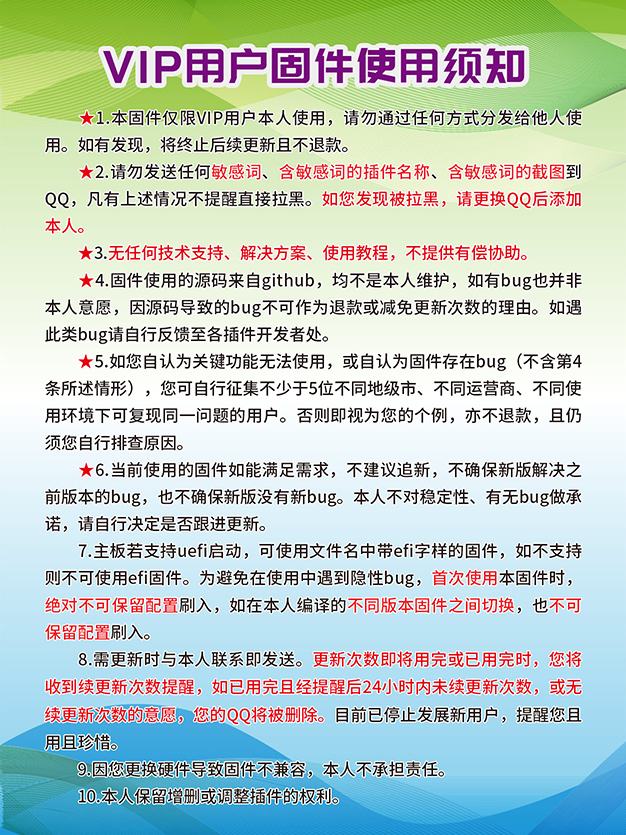 VIP用户固件使用须知
★1.本固件仅限VIP用户本人使用，请勿通过任何方式分发给他人使
用。如有发现，将终止后续更新且不退款。
★2.请勿发送任何敏感词、含敏感词的插件名称、含敏感词的截图到
QQ，凡有上述情况不提醒直接拉黑。如您发现被拉黑，请更换QQ后添加
本人。
★3.无任何技术支持、解决方案、使用教程，不提供有偿协助。
★4.固件使用的源码来自github，均不是本人维护，如有bug也并非
本人意愿，因源码导致的bug不可作为退款或减免更新次数的理由。如遇
此类bug请自行反馈至各插件开发者处。
★5.如您自认为关键功能无法使用，或自认为固件存在bug（不含第4
条所述情形），您可自行征集不少于5位不同地级市、不同运营商、不同使
用环境下可复现同一问题的用户。否则即视为您的个例，亦不退款，且仍
须您自行排查原因。
★6.当前使用的固件如能满足需求，不建议追新，不确保新版解决之
前版本的bug，也不确保新版没有新bug。本人不对稳定性、有无bug做承
诺，请自行决定是否跟进更新。
7.主板若支持uefi启动，可使用文件名中带efi字样的固件，如不支持
则不可使用efi固件。为避免在使用中遇到隐性bug，首次使用本固件时，
绝对不可保留配置刷入，如在本人编译的不同版本固件之间切换，也不可
保留配置刷入。
8.需更新时与本人联系即发送。更新次数即将用完或已用完时，您将
收到续更新次数提醒，如已用完且经提醒后24小时内未续更新次数，或无
续更新次数的意愿，您的QQ将被删除。目前已停止发展新用户，提醒您且
用且珍惜。
9.因您更换硬件导致固件不兼容，本人不承担责任。
10.本人保留增删或调整插件的权利。